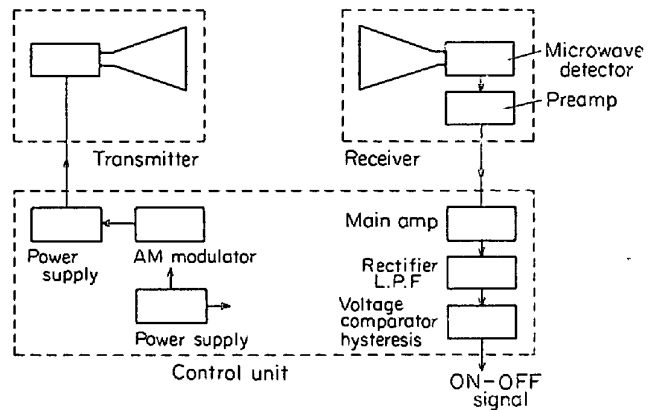 Microwave
detector
Preamp
Transmitter
Receiver
Main amp
Power
supply
AM modulator
Rectifier
L.P.F
Power supply
Voltage
comparator
hysteresis
Control unit
ON-OFF
signal